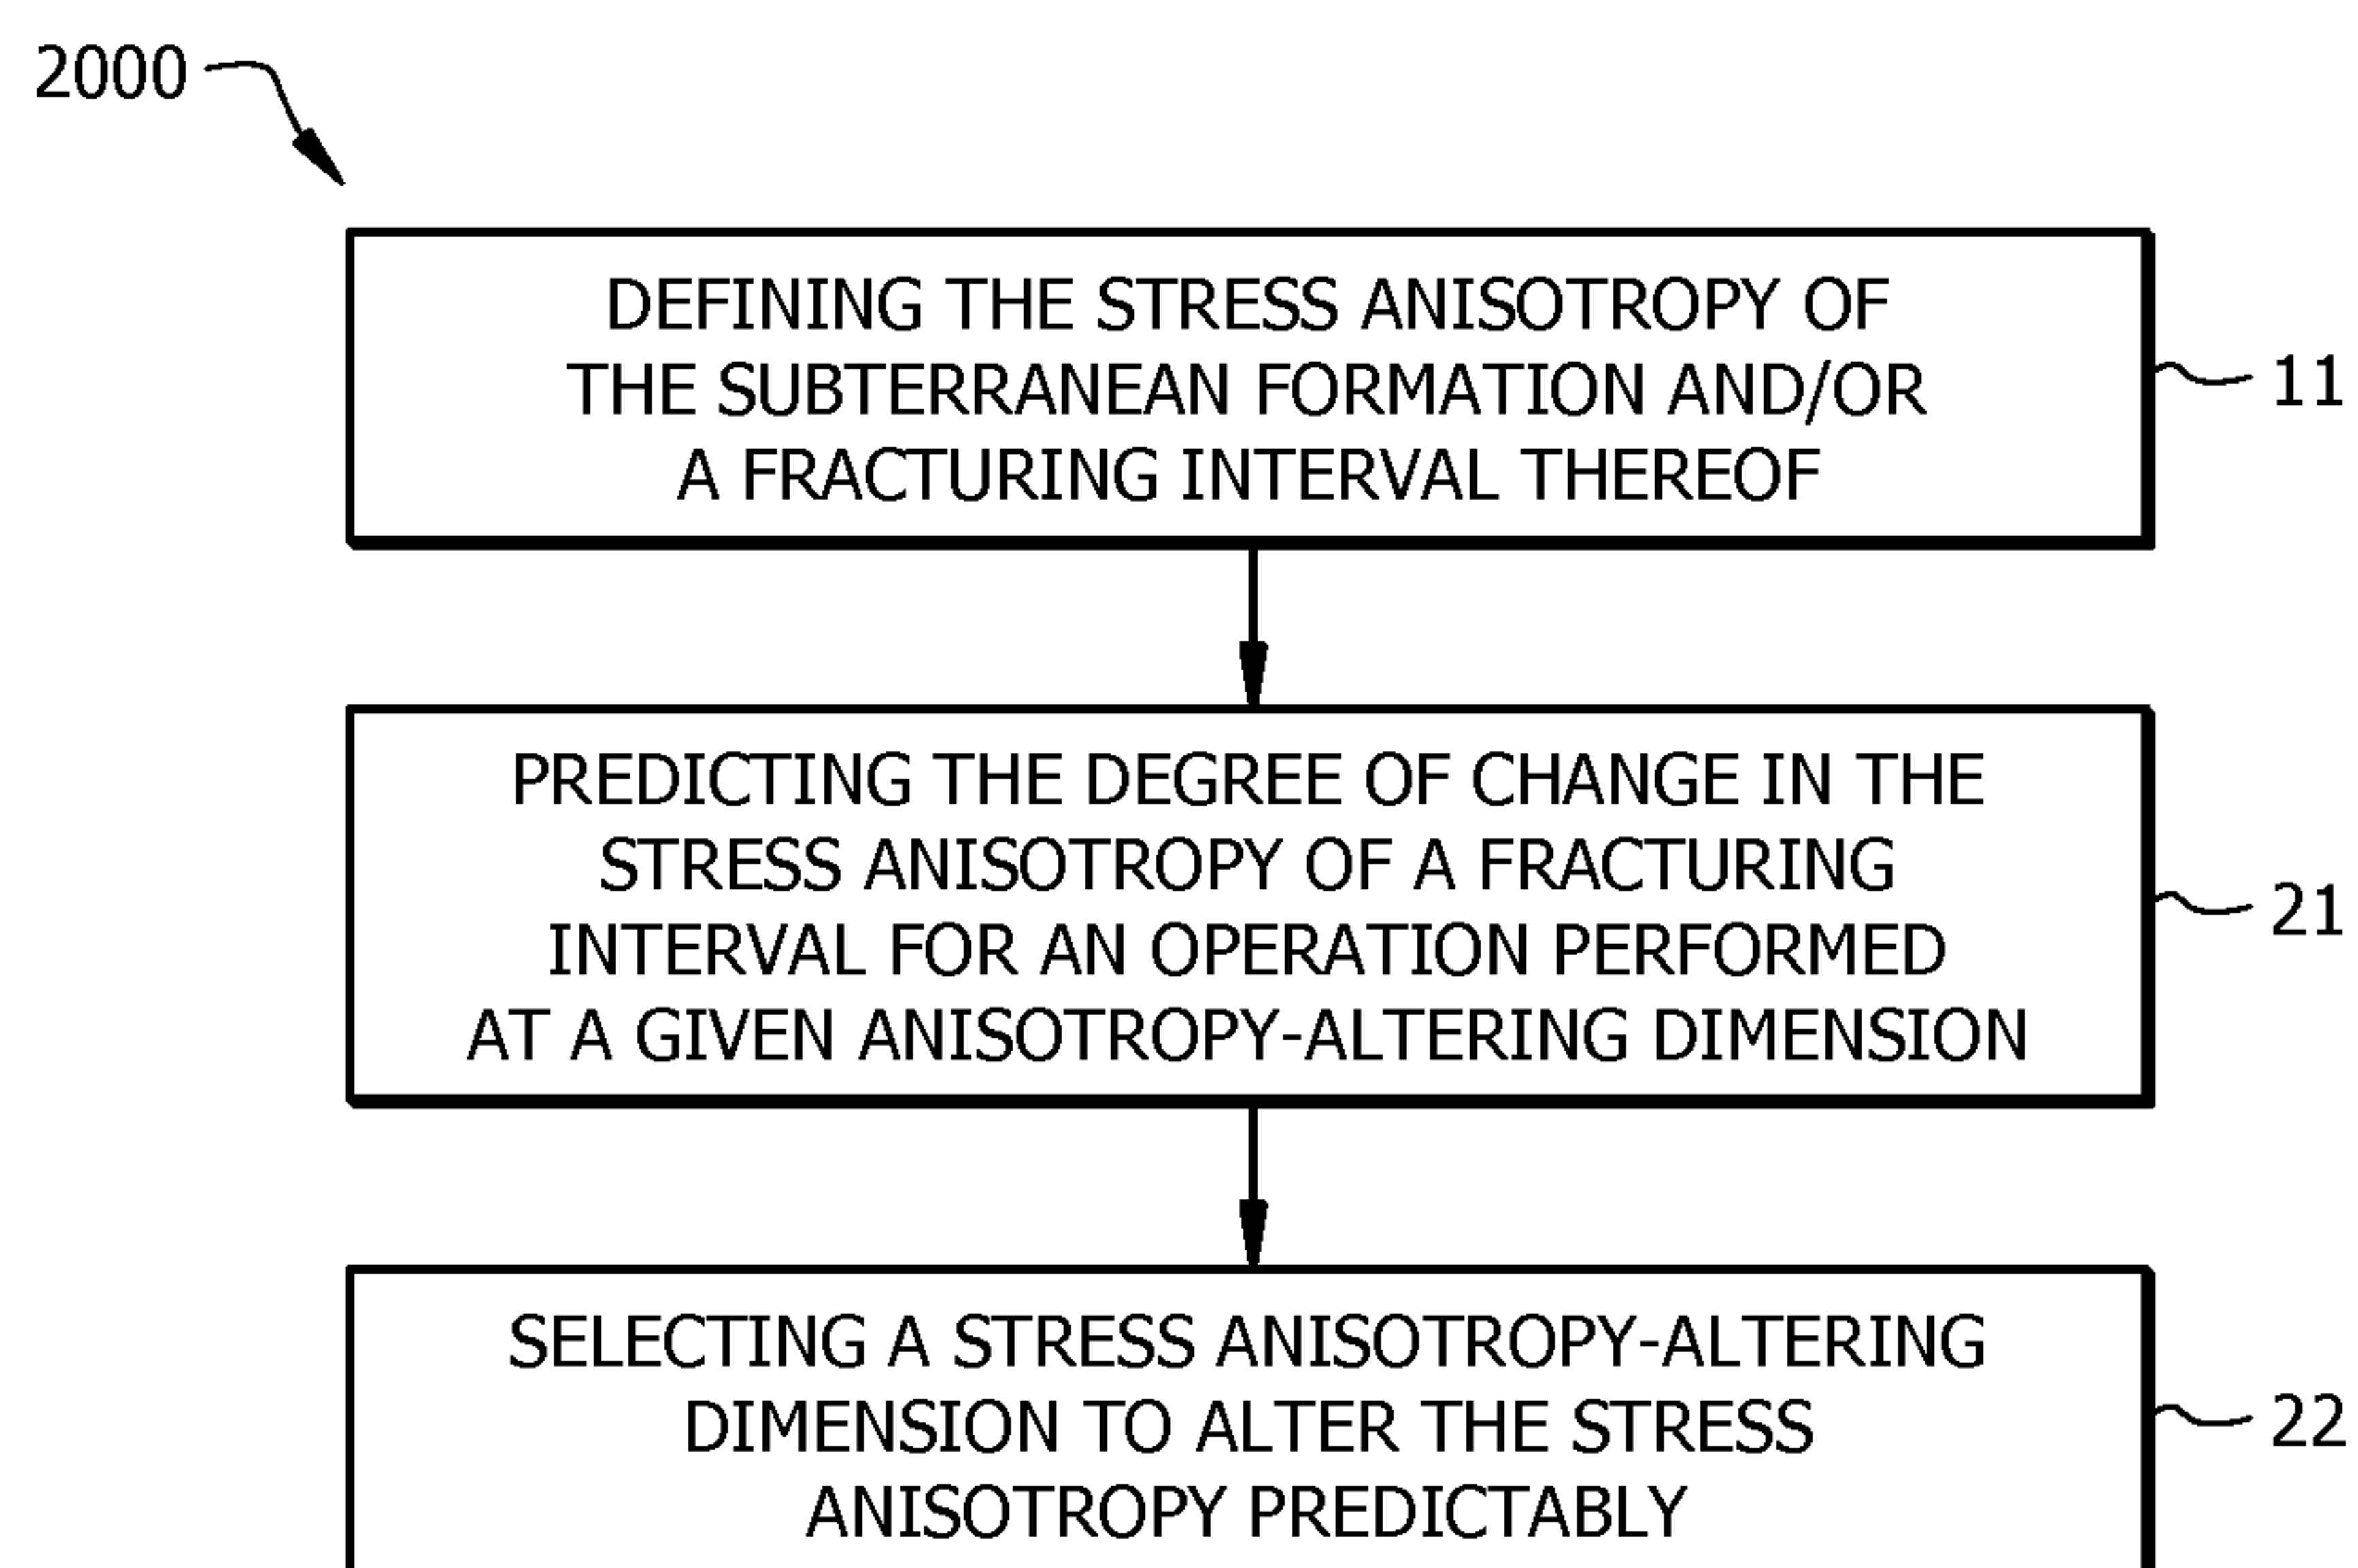 2000
DEFINING THE STRESS ANISOTROPY OF
THE SUBTERRANEAN FORMATION AND/OR
A FRACTURING INTERVAL THEREOF
11
PREDICTING THE DEGREE OF CHANGE IN THE
STRESS ANISOTROPY OF A FRACTURING
INTERVAL FOR AN OPERATION PERFORMED
AT A GIVEN ANISOTROPY-ALTERING DIMENSION
21
SELECTING A STRESS ANISOTROPY-ALTERING
DIMENSION TO ALTER THE STRESS
ANISOTROPY PREDICTABLY
22